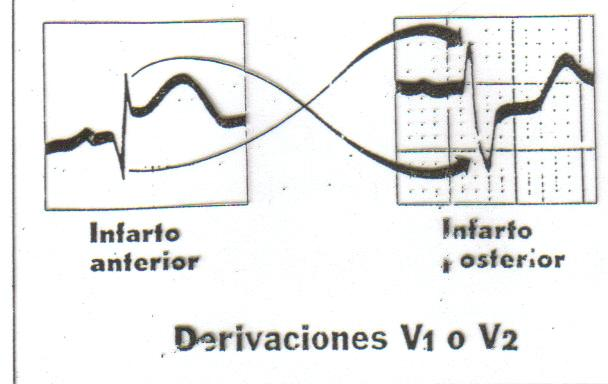 Infarto
anterior
Infarto
posterior
Derivaciones V1 o V2